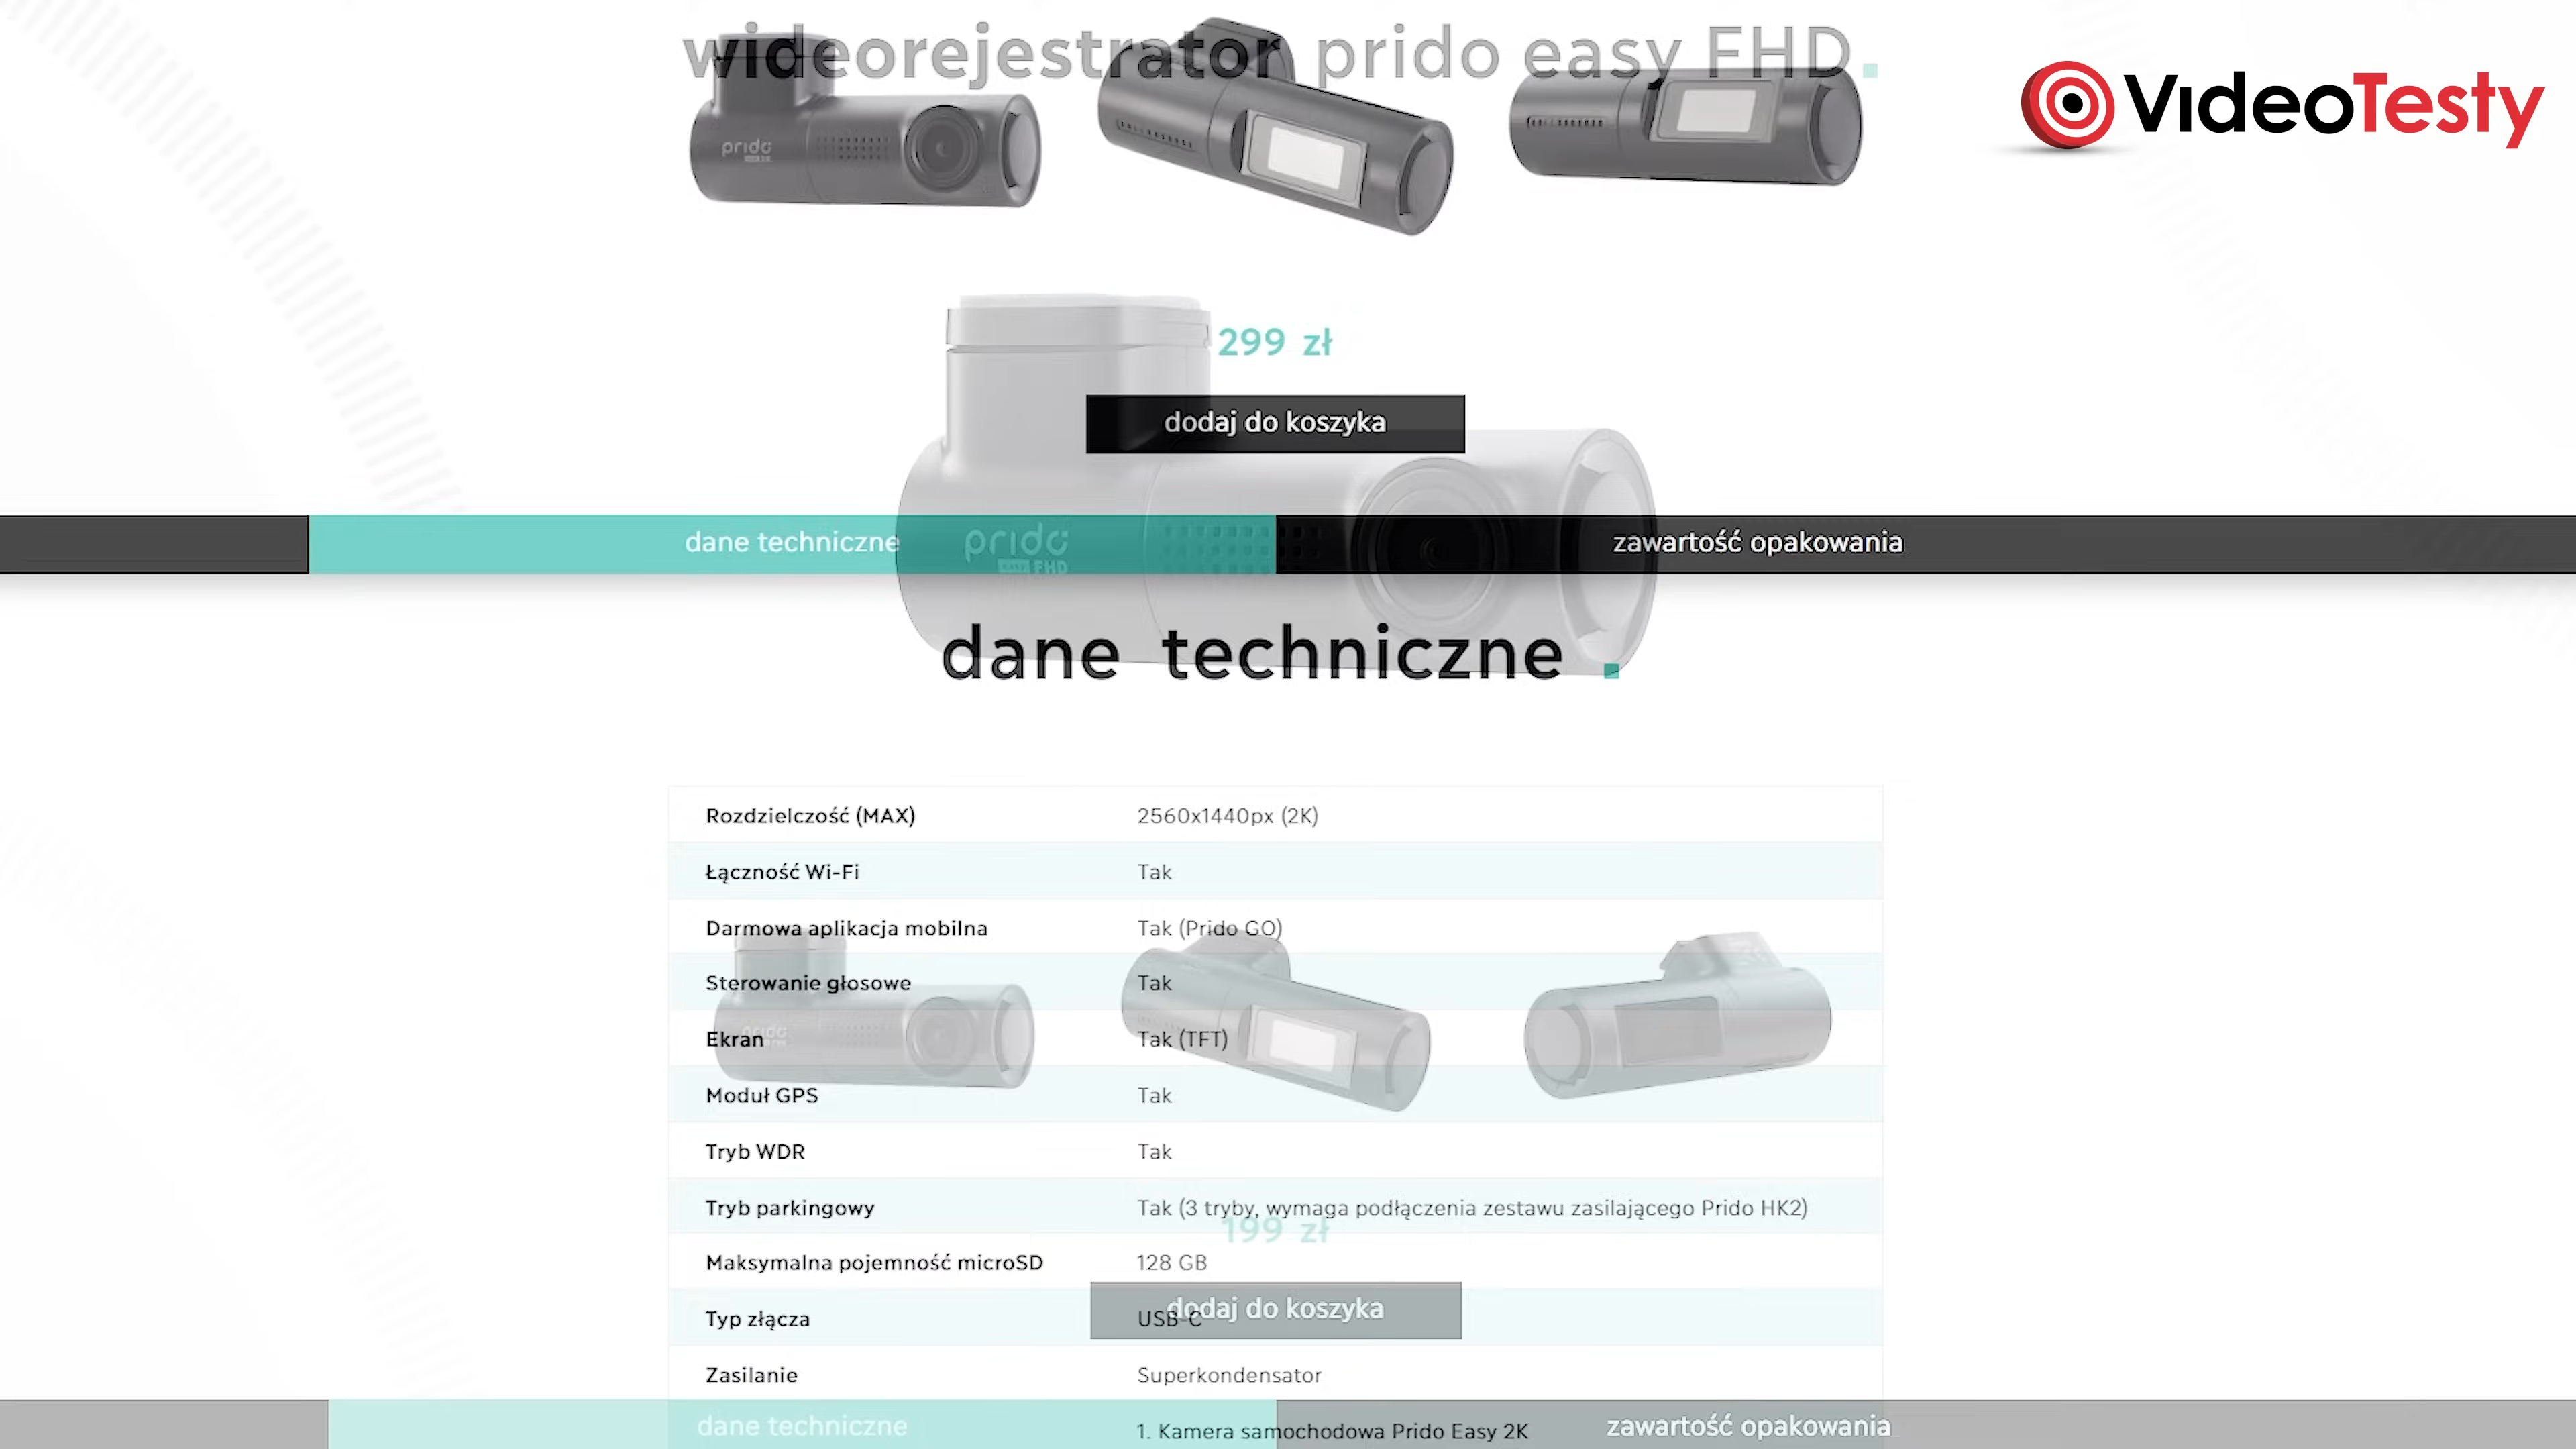 wideorejestrator prido easy FHD.
VideoTesty
prido
299 zł
dodaj do koszyka
dane techniczne
zawartość opakowania
prido
easy FHD
dane techniczne .
Rozdzielczość (MAX) 2560x1440px (2K)
Łączność Wi-Fi Tak
Darmowa aplikacja mobilna Tak (Prido GO)
Sterowanie głosowe Tak
prido
Ekran Tak (TFT)
Moduł GPS Tak
Tryb WDR Tak
Tryb parkingowy Tak (3 tryby, wymaga podłączenia zestawu zasilającego Prido HK2)
199 zł
Maksymalna pojemność microSD 128 GB
dodaj do koszyka
Typ złącza USB-C
Zasilanie Superkondensator
dane techniczne
zawartość opakowania
1. Kamera samochodowa Prido Easy 2K